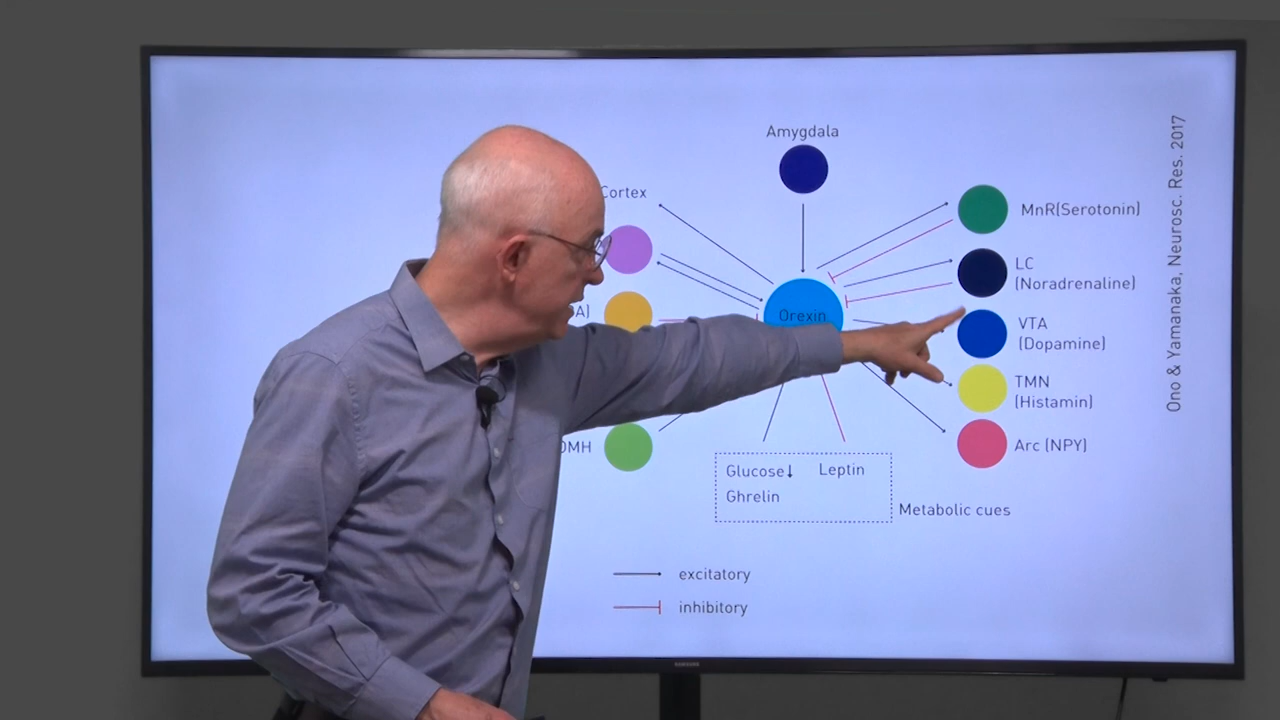 Amygdala
Cortex
MnR(Serotonin)
LC
(Noradrenaline)
Orexin
VTA
(Dopamine)
TMN
(Histamin)
Arc (NPY)
Glucose↓
Leptin
Ghrelin
Metabolic cues
excitatory
inhibitory
Ono & Yamanaka, Neurosc. Res. 2017
SAMSUNG